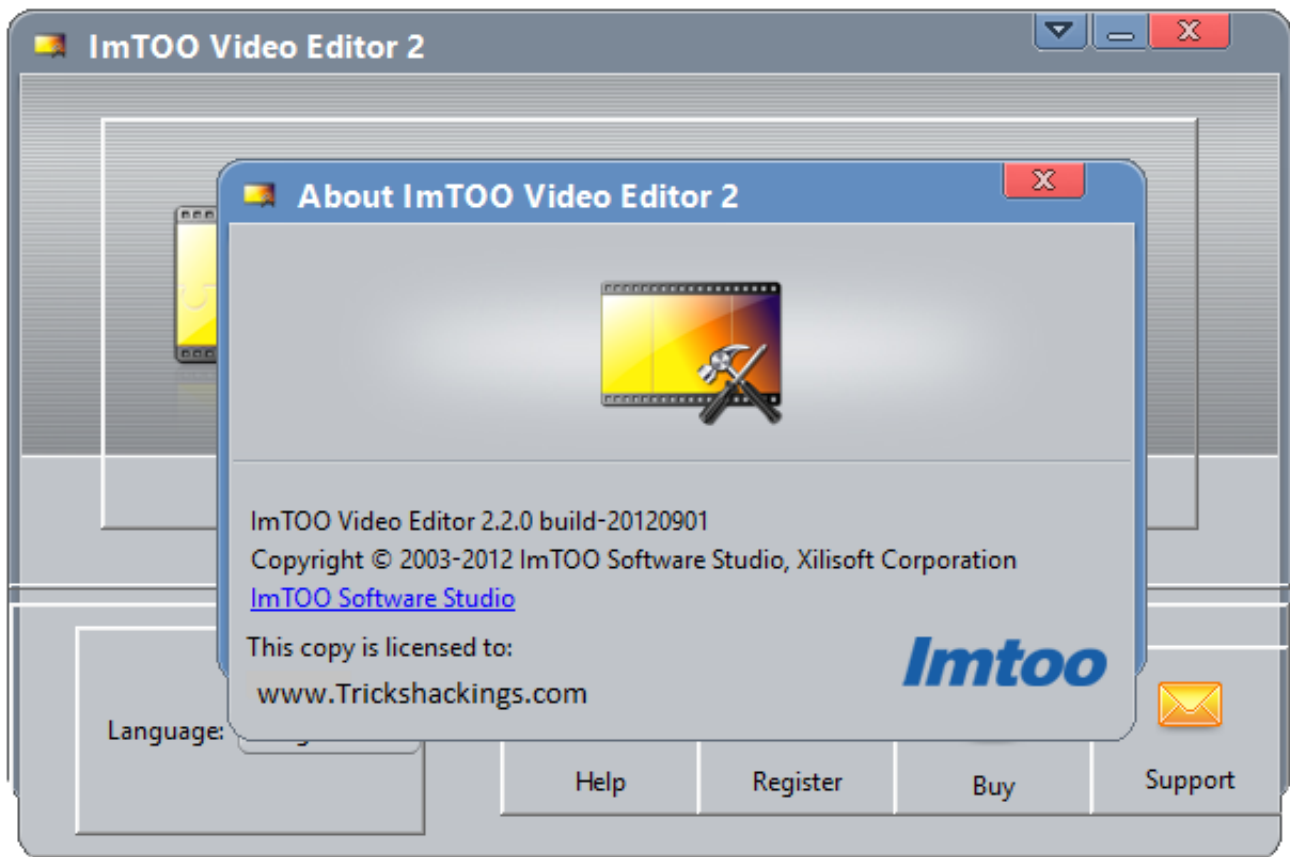 ImTOO Video Editor 2
About ImTOO Video Editor 2
ImTOO Video Editor 2.2.0 build-20120901
Copyright © 2003-2012 ImTOO Software Studio, Xilisoft Corporation
ImTOO Software Studio
This copy is licensed to:
www.Trickshackings.com
Imtoo
Language:
Help
Register
Buy
Support